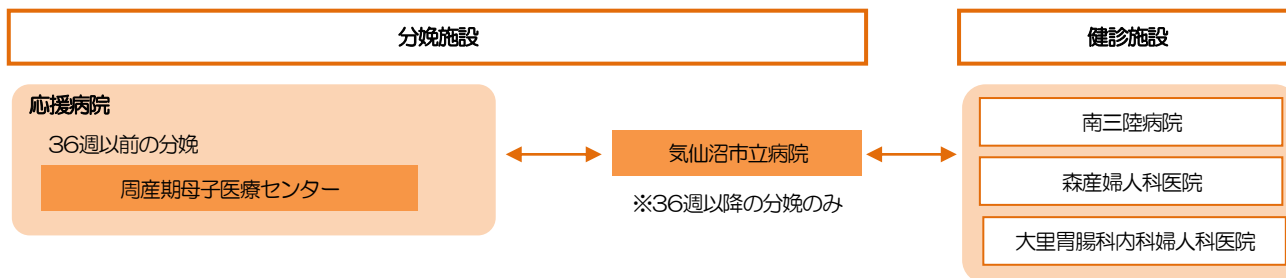 分娩施設
健診施設
応援病院
36週以前の分娩
周産期母子医療センター
気仙沼市立病院
※36週以降の分娩のみ
南三陸病院
森産婦人科医院
大里胃腸科内科婦人科医院